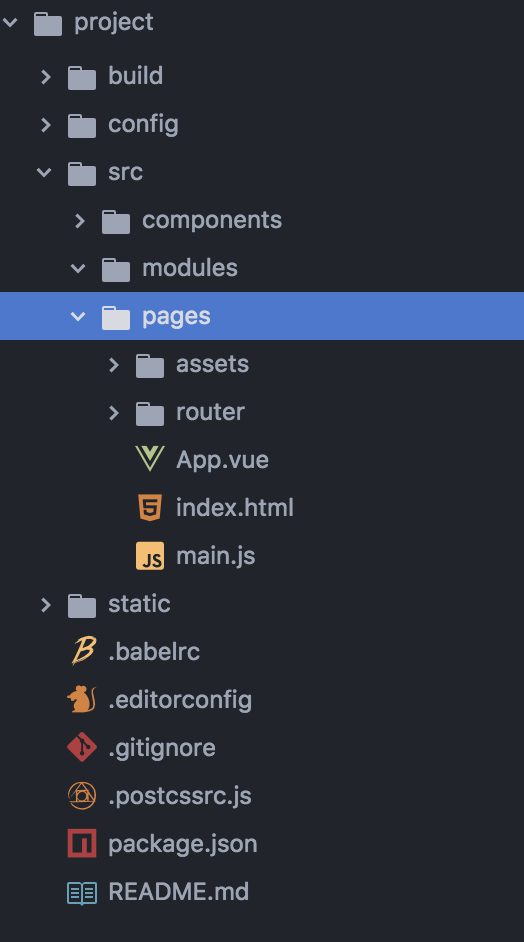 project
build
config
src
components
modules
pages
assets
router
App.vue
index.html
main.js
static
.babelrc
.editorconfig
.gitignore
.postcssrc.js
package.json
README.md